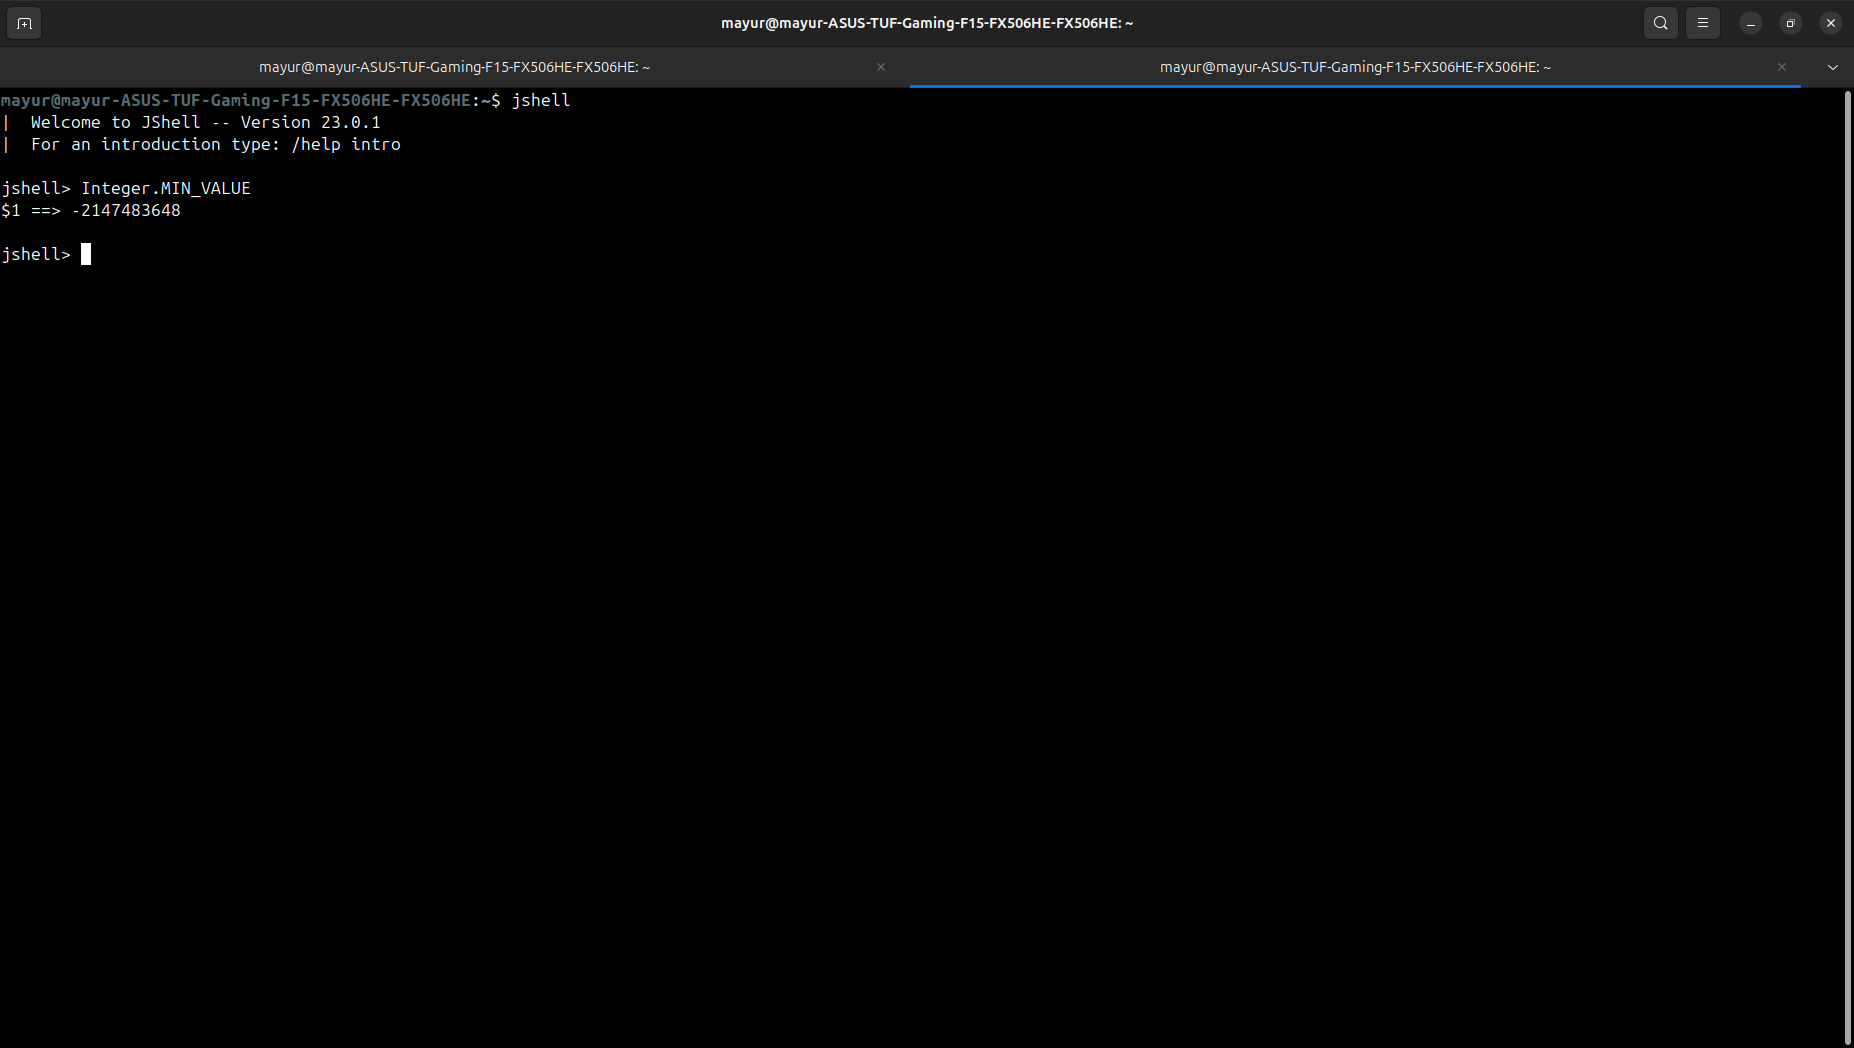 mayur@mayur-ASUS-TUF-Gaming-F15-FX506HE-FX506HE: ~
mayur@mayur-ASUS-TUF-Gaming-F15-FX506HE-FX506HE: ~
mayur@mayur-ASUS-TUF-Gaming-F15-FX506HE-FX506HE: ~
mayur@mayur-ASUS-TUF-Gaming-F15-FX506HE-FX506HE:~$ jshell
|  Welcome to JShell -- Version 23.0.1
|  For an introduction type: /help intro
jshell> Integer.MIN_VALUE
$1 ==> -2147483648
jshell>